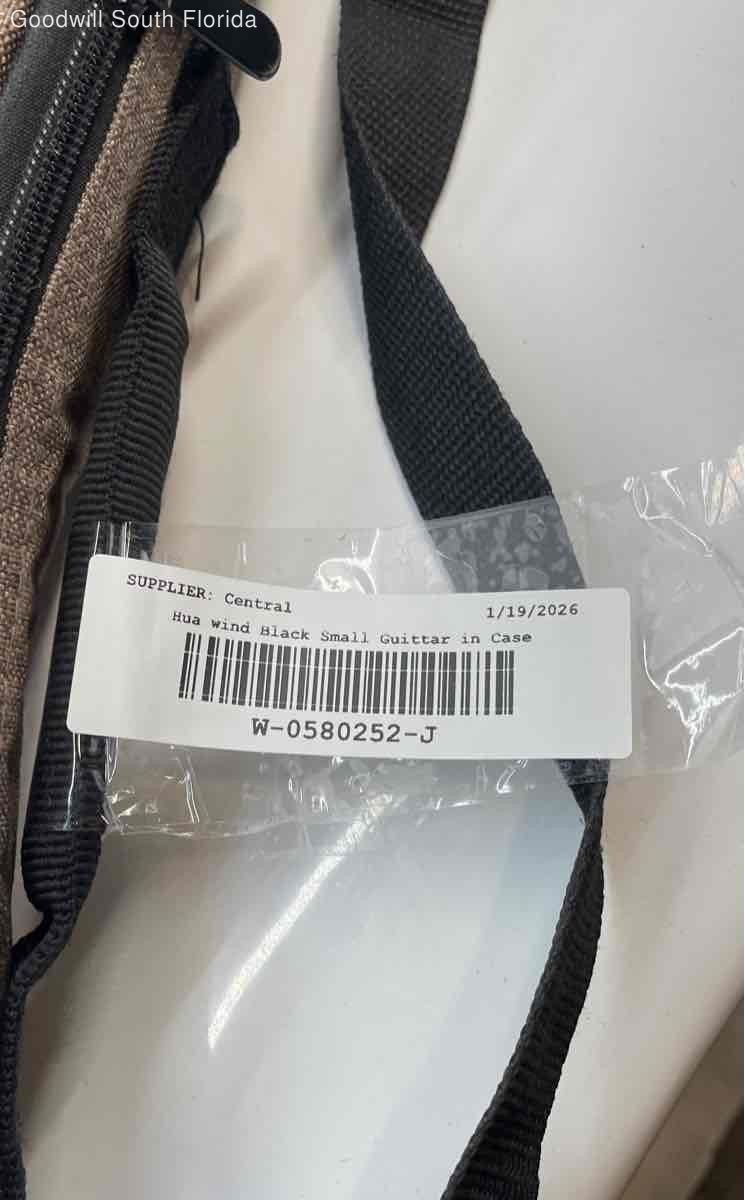 Goodwill South Florida
SUPPLIER: Central 1/19/2026
Hua wind Black Small Guittar in Case
W-0580252-J